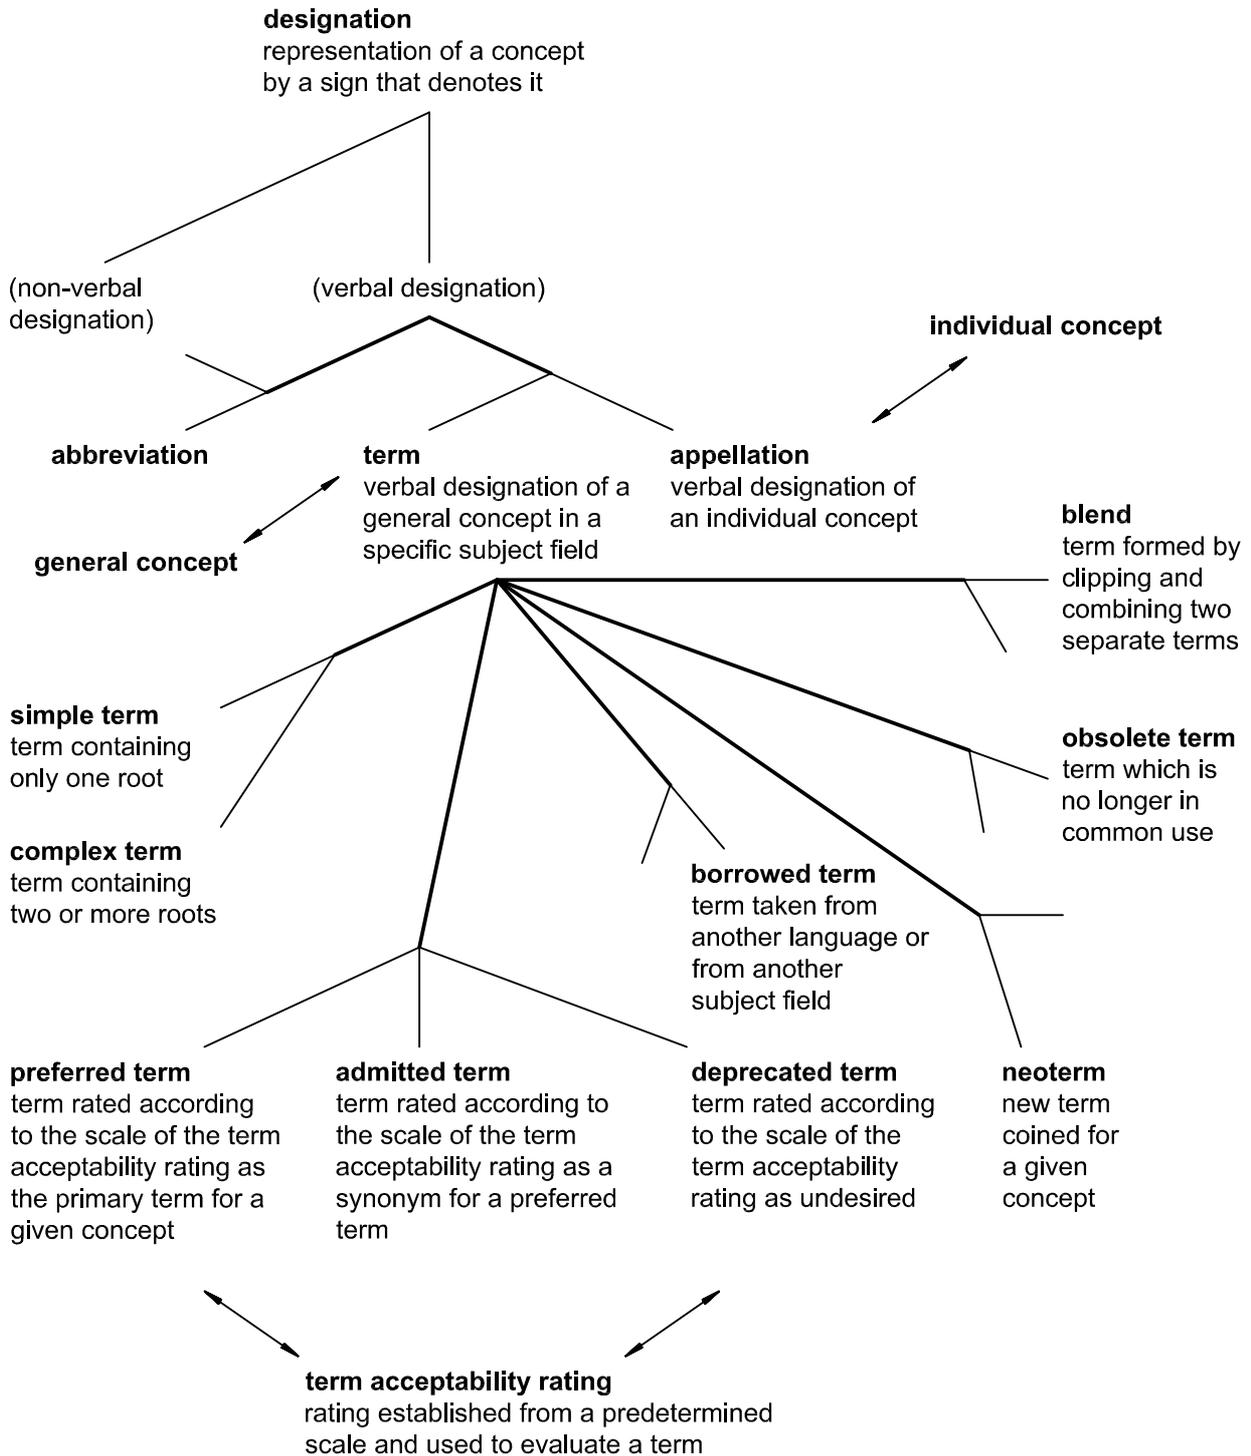 designation
representation of a concept
by a sign that denotes it
(non-verbal
designation)
(verbal designation)
individual concept
abbreviation
term
verbal designation of a
general concept in a
specific subject field
appellation
verbal designation of
an individual concept
general concept
blend
term formed by
clipping and
combining two
separate terms
simple term
term containing
only one root
obsolete term
term which is
no longer in
common use
complex term
term containing
two or more roots
borrowed term
term taken from
another language or
from another
subject field
preferred term
term rated according
to the scale of the term
acceptability rating as
the primary term for a
given concept
admitted term
term rated according to
the scale of the term
acceptability rating as a
synonym for a preferred
term
deprecated term
term rated according
to the scale of the
term acceptability
rating as undesired
neoterm
new term
coined for
a given
concept
term acceptability rating
rating established from a predetermined
scale and used to evaluate a term